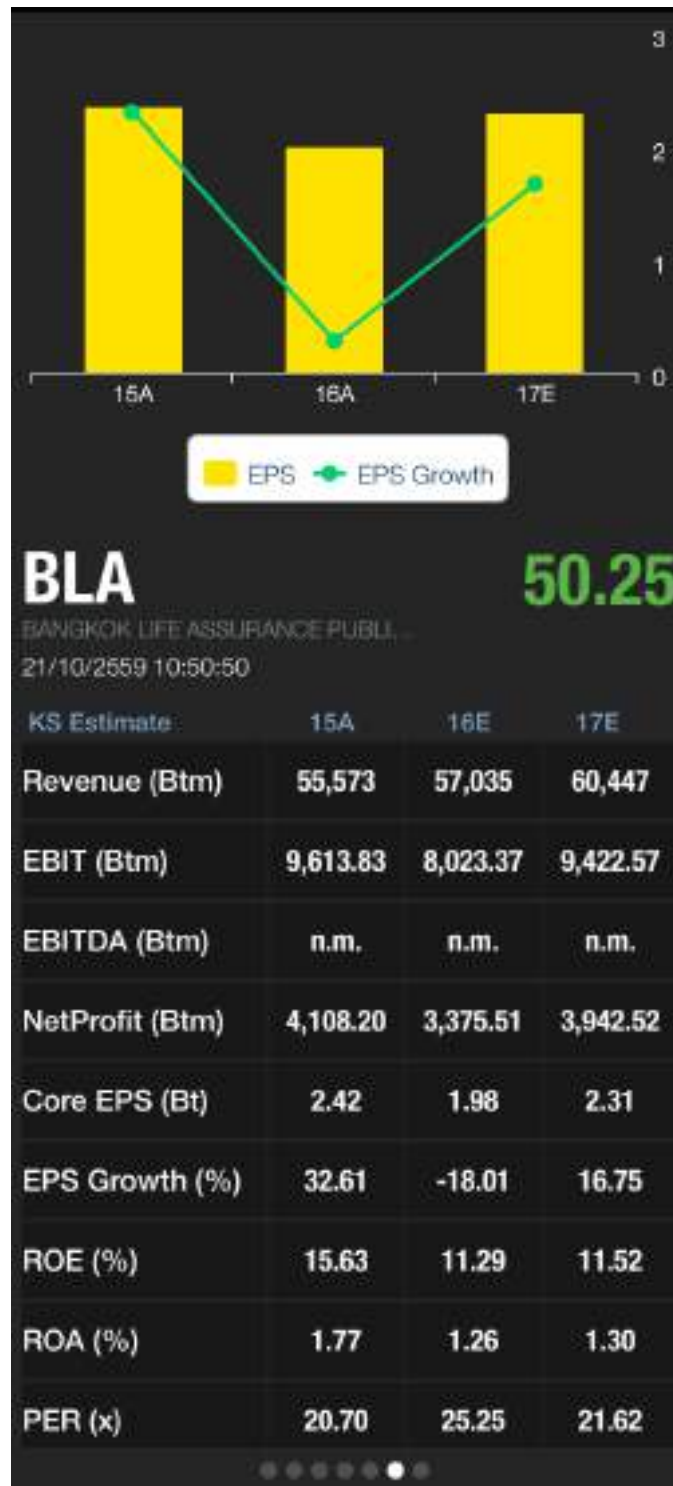 3
2
1
0
15A 16A 17E
EPS EPS Growth
BLA 50.25
BANGKOK LIFE ASSURANCE PUBLI...
21/10/2559 10:50:50
KS Estimate 15A 16E 17E
Revenue (Btm) 55,573 57,035 60,447
EBIT (Btm) 9,613.83 8,023.37 9,422.57
EBITDA (Btm) n.m. n.m. n.m.
NetProfit (Btm) 4,108.20 3,375.51 3,942.52
Core EPS (Bt) 2.42 1.98 2.31
EPS Growth (%) 32.61 -18.01 16.75
ROE (%) 15.63 11.29 11.52
ROA (%) 1.77 1.26 1.30
PER (x) 20.70 25.25 21.62